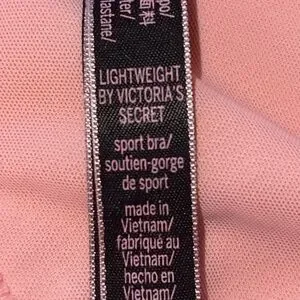 LIGHTWEIGHT
BY VICTORIA'S
SECRET
sport bra/
soutien-gorge
de sport
made in
Vietnam/
fabriqué au
Vietnam/
hecho en
Vietnam/